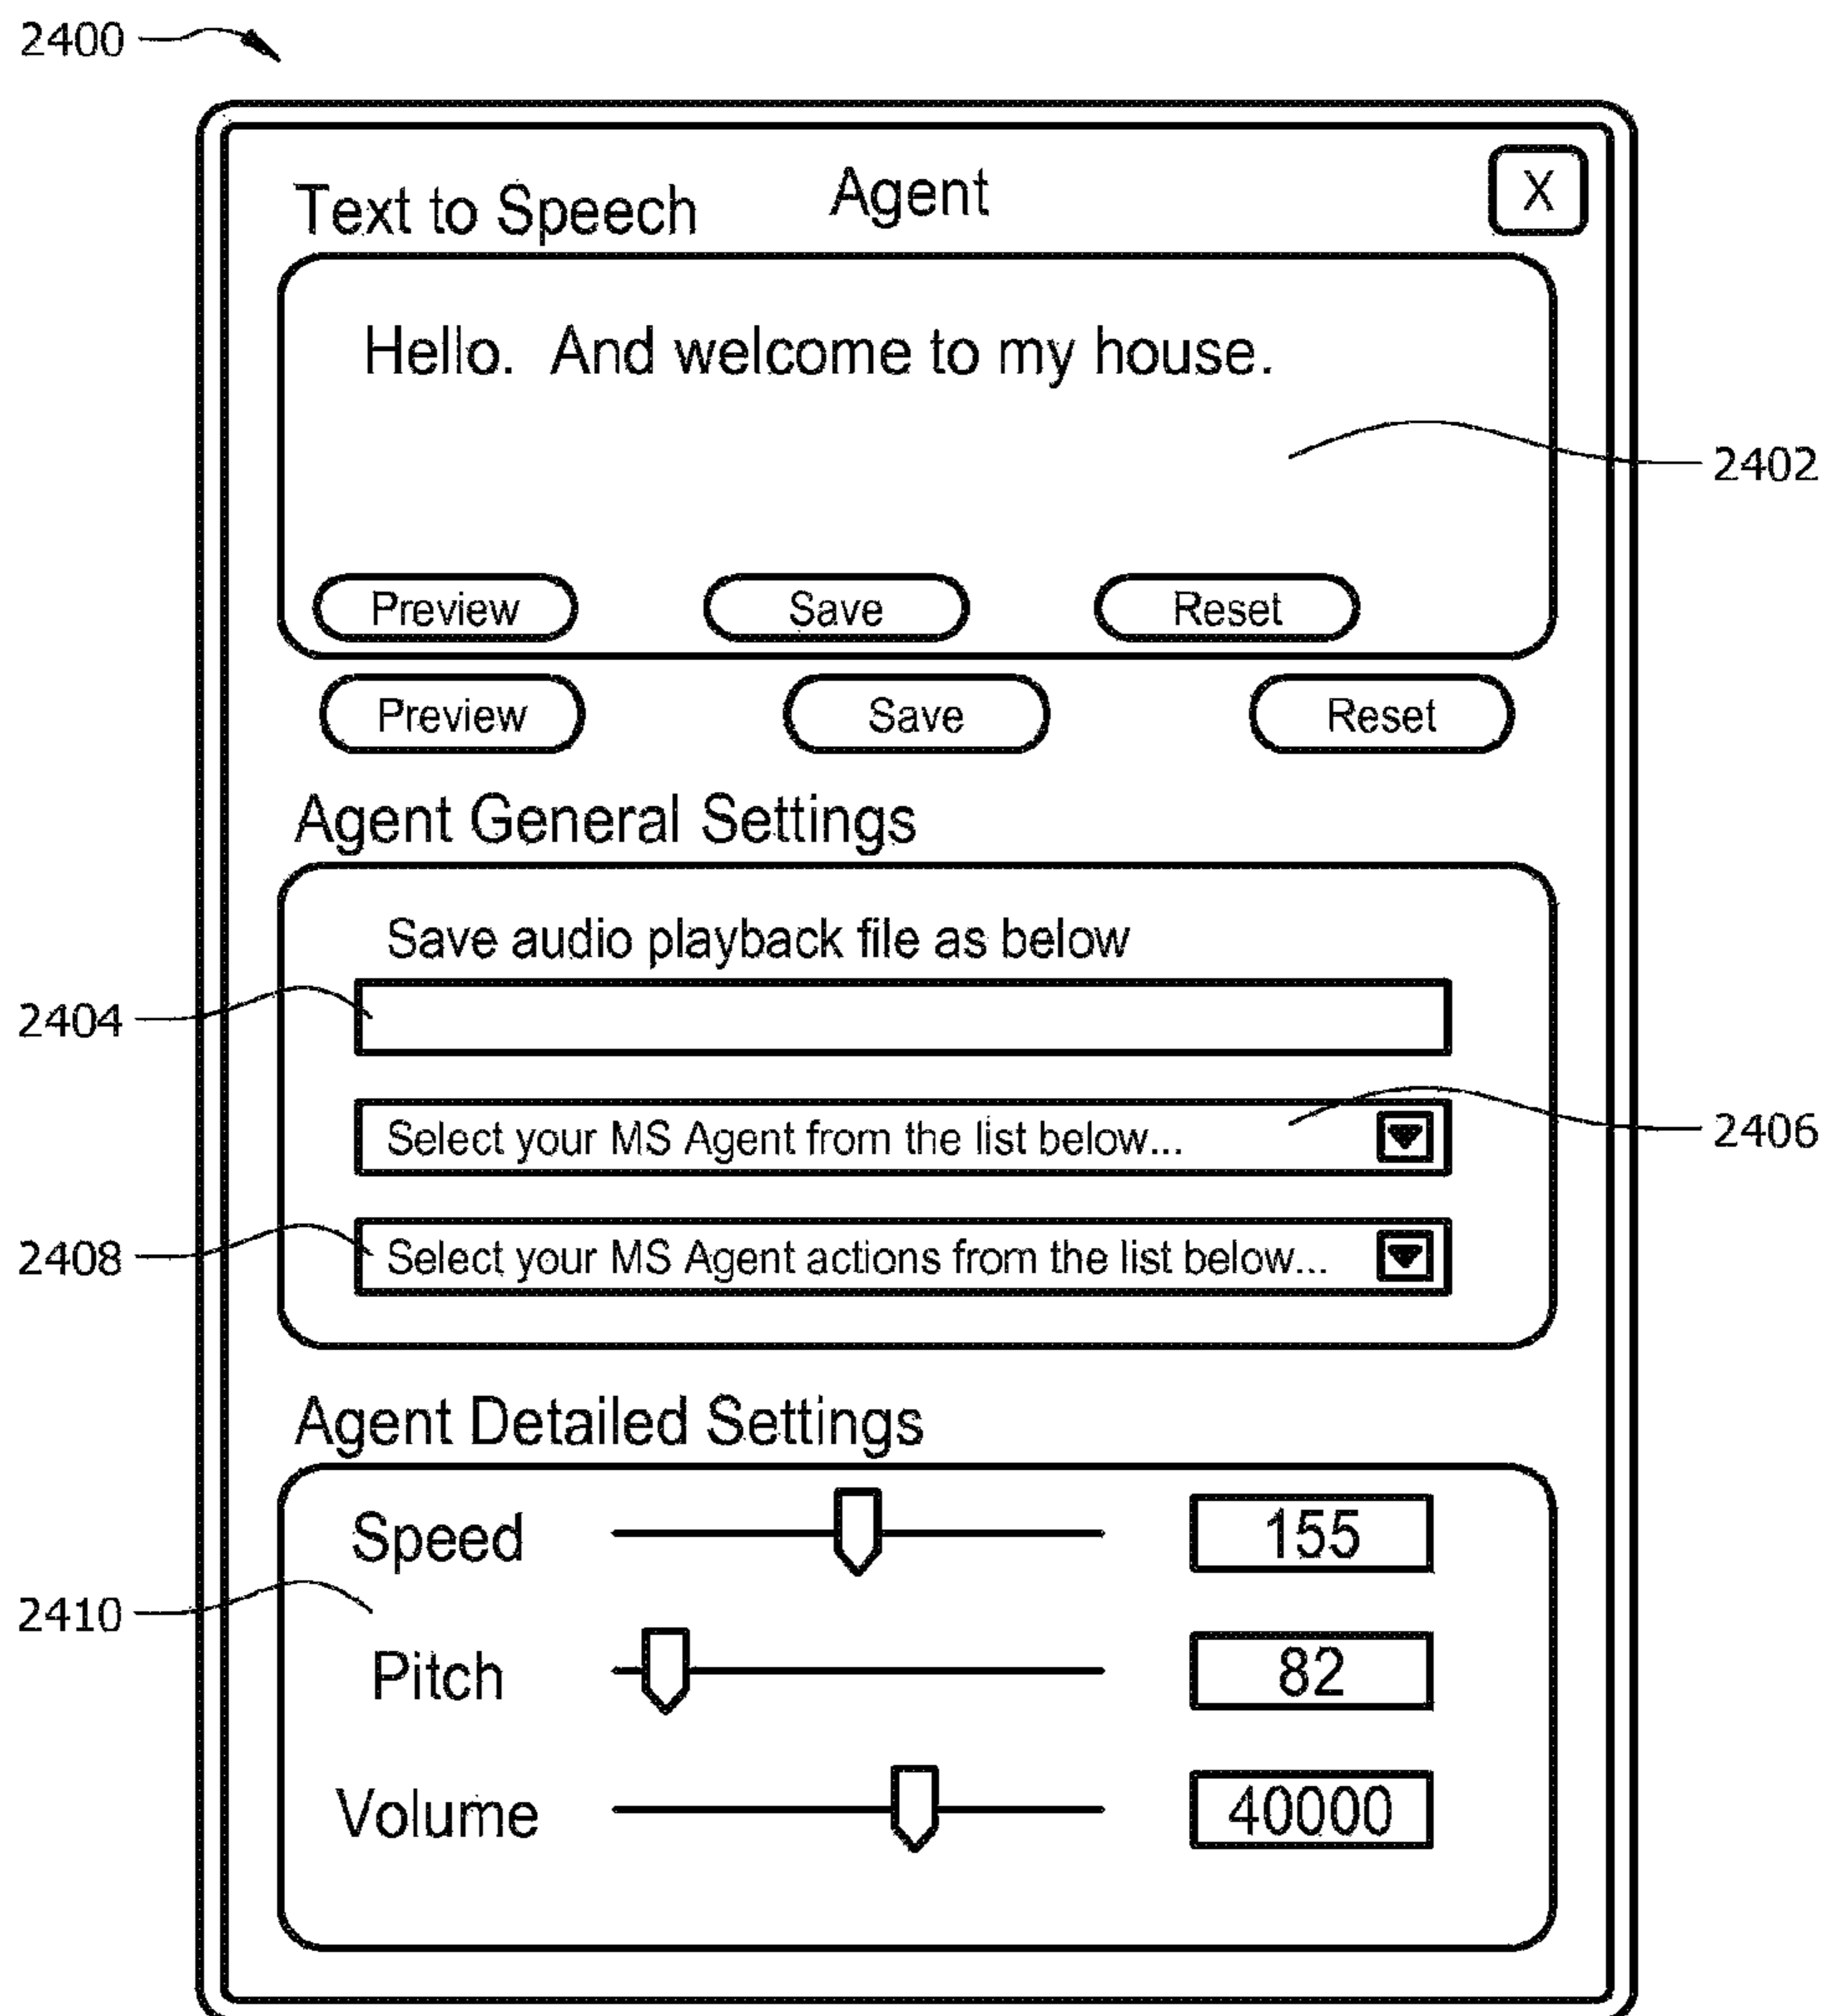 2400
Agent
X
Text to Speech
Hello. And welcome to my house.
2402
Preview Save Reset
Preview Save Reset
Agent General Settings
Save audio playback file as below
2404
Select your MS Agent from the list below...
2406
2408
Select your MS Agent actions from the list below...
Agent Detailed Settings
Speed 155
2410
Pitch 82
Volume 40000